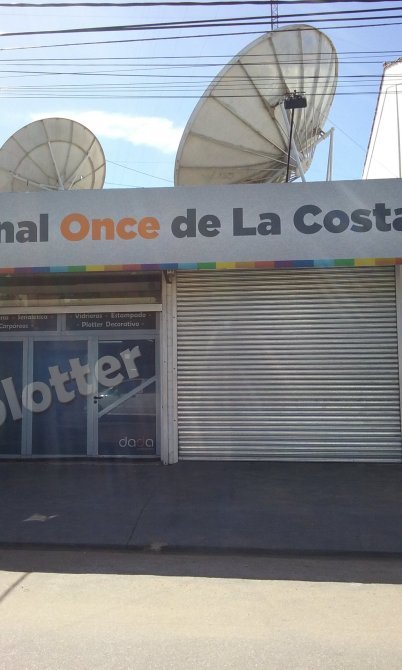 nal Once de La Costa
Vidrieras - Estampado -
- Plotter Decorativo -
plotter
dada